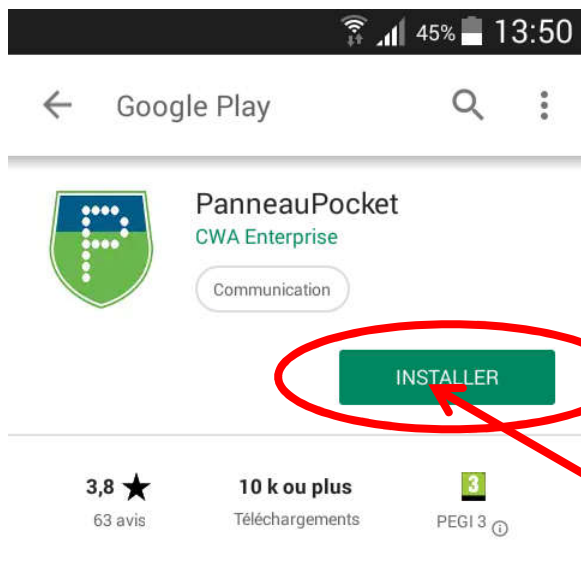 45% 13:50
Google Play
P
PanneauPocket
CWA Enterprise
Communication
INSTALLER
3,8 ★ 10 k ou plus 3
63 avis Téléchargements PEGI 3